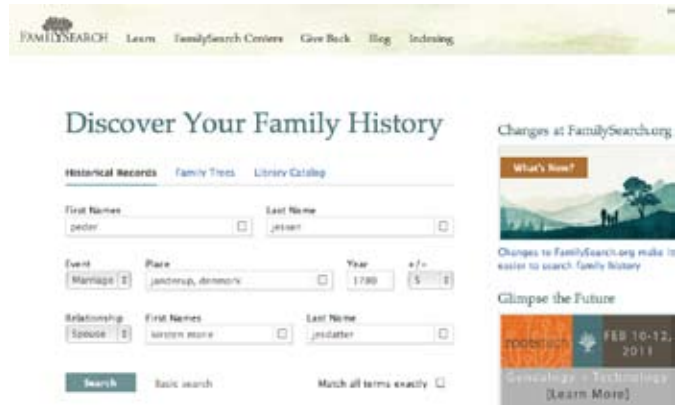 FAMILYSEARCH Learn FamilySearch Centers Give Back Blog Indexing
Discover Your Family History
Historical Records Family Trees Library Catalog
First Names Last Name
peder jessen
Event Place Year +/-
Marriage janderup, denmark 1780 5
Relationship First Names Last Name
Spouse kirsten marie jesdatter
Search Basic search Match all terms exactly
Changes at FamilySearch.org
What's New?
Changes to FamilySearch.org make it
easier to search family history
Glimpse the Future
rootstech FEB 10-12,
2011
Genealogy + Technology
[Learn More]